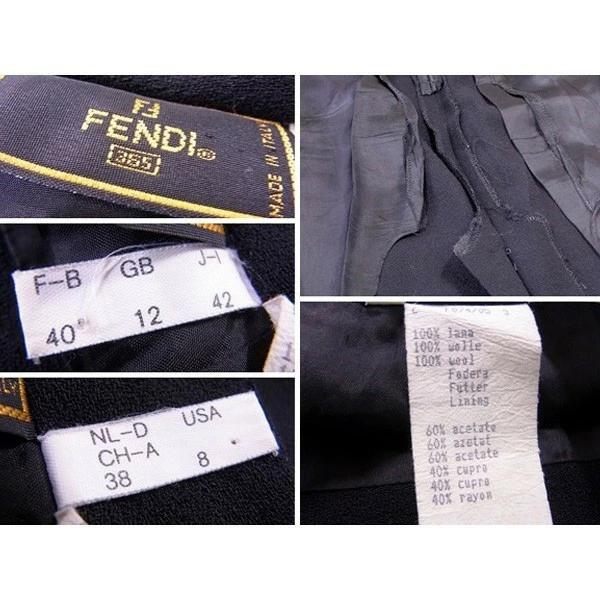 FENDI®
365
MADE IN ITALY
F-B GB J-I
40 12 42
NL-D USA
CH-A
38 8
100% lana
100% wolle
100% wool
Fodera
Futter
Lining
60% acetate
60% azetat
60% acetate
40% cupro
40% cupro
40% rayon